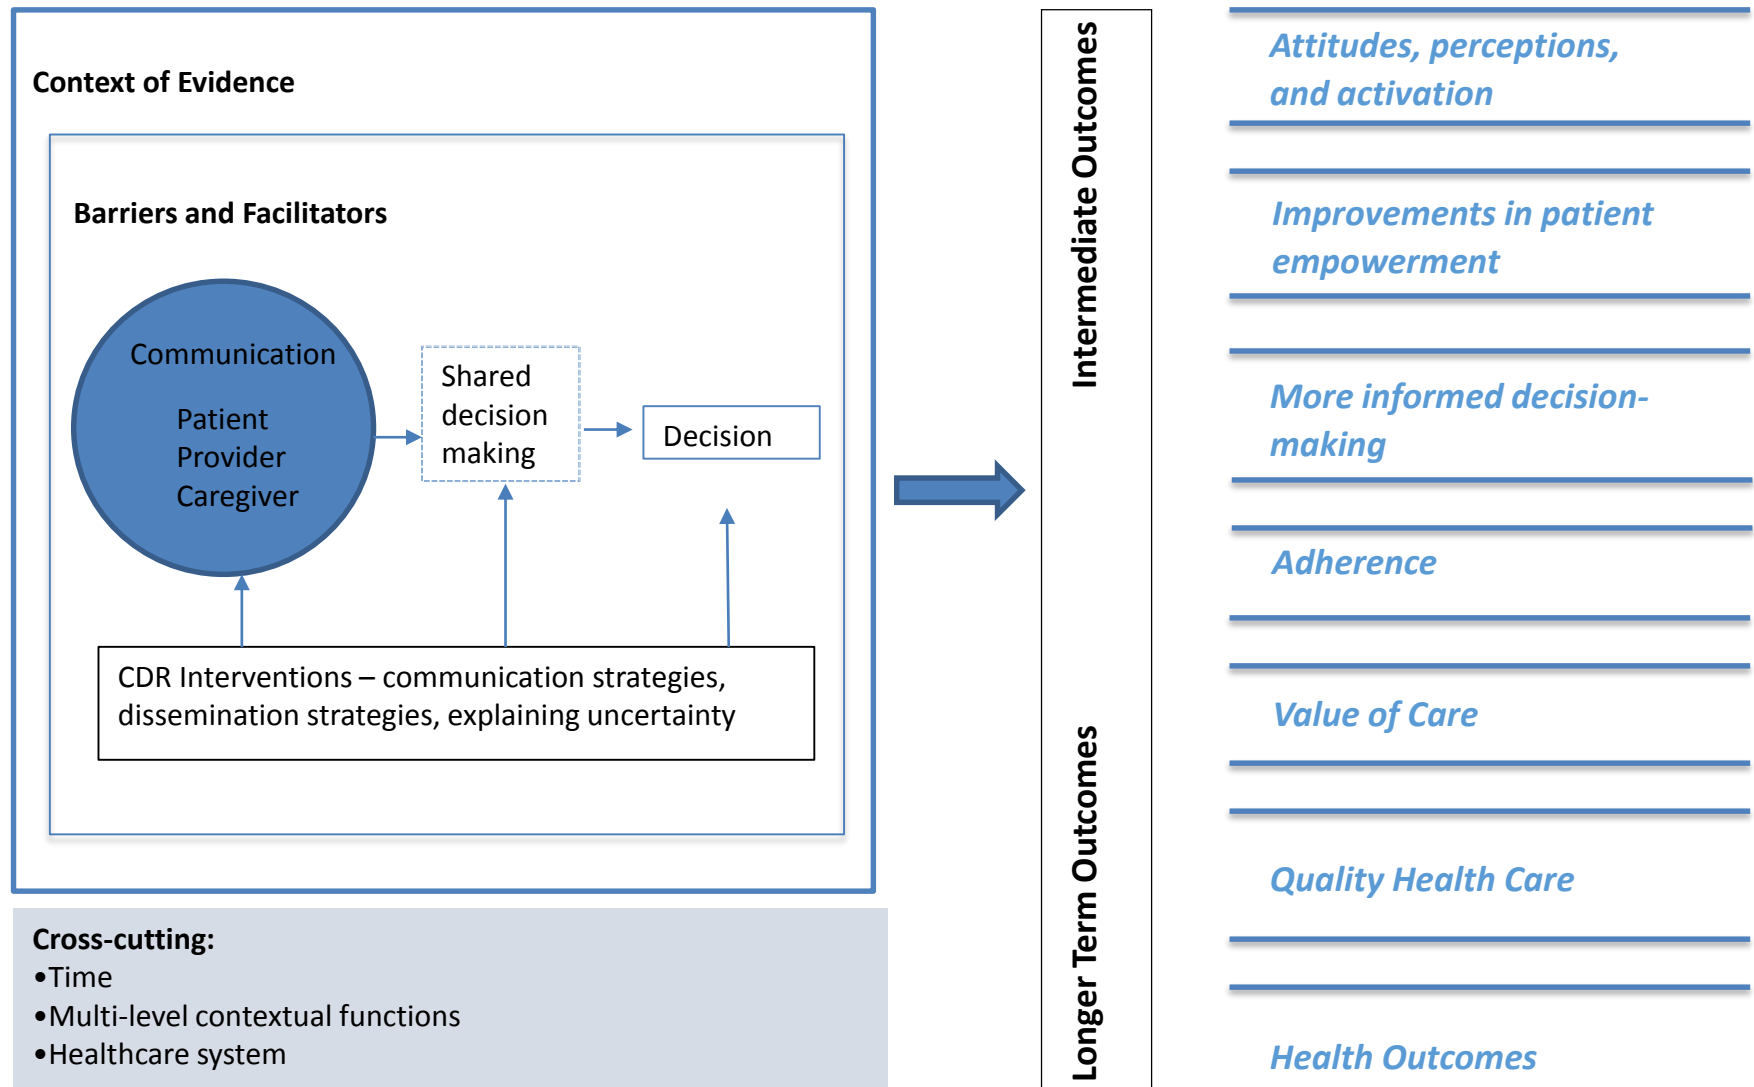 Context of Evidence
Barriers and Facilitators
Communication
Patient
Provider
Caregiver
Shared
decision
making
Decision
CDR Interventions – communication strategies,
dissemination strategies, explaining uncertainty
Cross-cutting:
•Time
•Multi-level contextual functions
•Healthcare system
Intermediate Outcomes
Longer Term Outcomes
Attitudes, perceptions,
and activation
Improvements in patient
empowerment
More informed decision-
making
Adherence
Value of Care
Quality Health Care
Health Outcomes